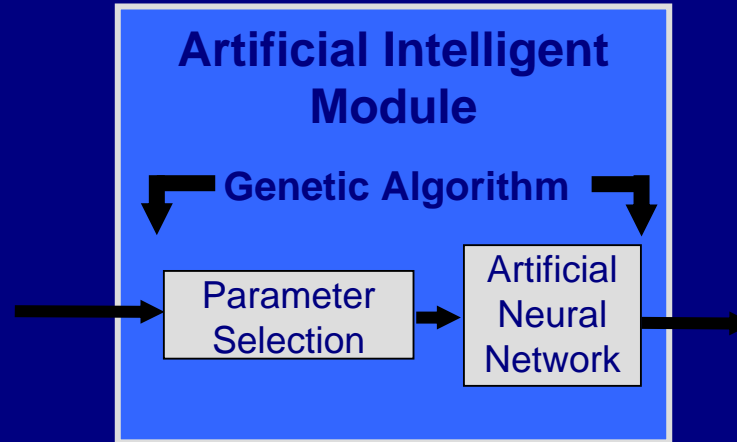 Artificial Intelligent
Module
Genetic Algorithm
Parameter
Selection
Artificial
Neural
Network